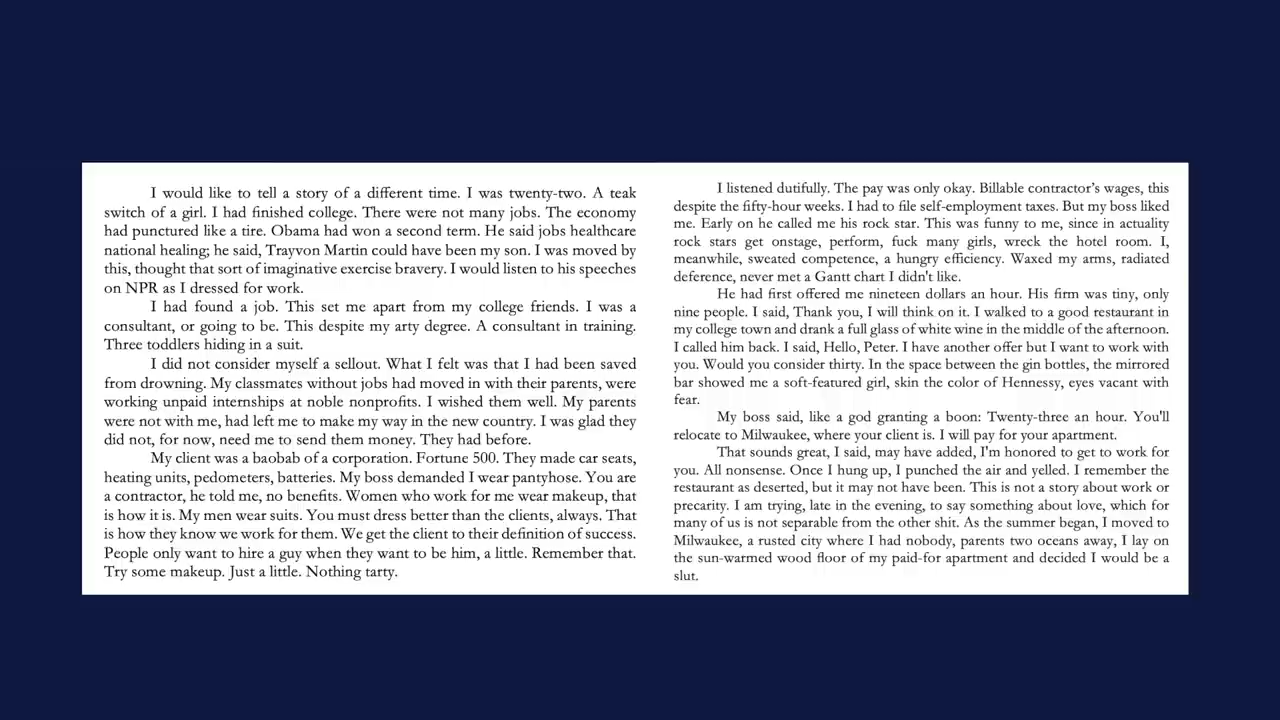 I would like to tell a story of a different time. I was twenty-two. A teak
switch of a girl. I had finished college. There were not many jobs. The economy
had punctured like a tire. Obama had won a second term. He said jobs healthcare
national healing; he said, Trayvon Martin could have been my son. I was moved by
this, thought that sort of imaginative exercise bravery. I would listen to his speeches
on NPR as I dressed for work.
I had found a job. This set me apart from my college friends. I was a
consultant, or going to be. This despite my arty degree. A consultant in training.
Three toddlers hiding in a suit.
I did not consider myself a sellout. What I felt was that I had been saved
from drowning. My classmates without jobs had moved in with their parents, were
working unpaid internships at noble nonprofits. I wished them well. My parents
were not with me, had left me to make my way in the new country. I was glad they
did not, for now, need me to send them money. They had before.
My client was a baobab of a corporation. Fortune 500. They made car seats,
heating units, pedometers, batteries. My boss demanded I wear pantyhose. You are
a contractor, he told me, no benefits. Women who work for me wear makeup, that
is how it is. My men wear suits. You must dress better than the clients, always. That
is how they know we work for them. We get the client to their definition of success.
People only want to hire a guy when they want to be him, a little. Remember that.
Try some makeup. Just a little. Nothing tarty.
I listened dutifully. The pay was only okay. Billable contractor's wages, this
despite the fifty-hour weeks. I had to file self-employment taxes. But my boss liked
me. Early on he called me his rock star. This was funny to me, since in actuality
rock stars get onstage, perform, fuck many girls, wreck the hotel room. I,
meanwhile, sweated competence, a hungry efficiency. Waxed my arms, radiated
deference, never met a Gantt chart I didn't like.
He had first offered me nineteen dollars an hour. His firm was tiny, only
nine people. I said, Thank you, I will think on it. I walked to a good restaurant in
my college town and drank a full glass of white wine in the middle of the afternoon.
I called him back. I said, Hello, Peter. I have another offer but I want to work with
you. Would you consider thirty. In the space between the gin bottles, the mirrored
bar showed me a soft-featured girl, skin the color of Hennessy, eyes vacant with
fear.
My boss said, like a god granting a boon: Twenty-three an hour. You'll
relocate to Milwaukee, where your client is. I will pay for your apartment.
That sounds great, I said, may have added, I'm honored to get to work for
you. All nonsense. Once I hung up, I punched the air and yelled. I remember the
restaurant as deserted, but it may not have been. This is not a story about work or
precarity. I am trying, late in the evening, to say something about love, which for
many of us is not separable from the other shit. As the summer began, I moved to
Milwaukee, a rusted city where I had nobody, parents two oceans away, I lay on
the sun-warmed wood floor of my paid-for apartment and decided I would be a
slut.